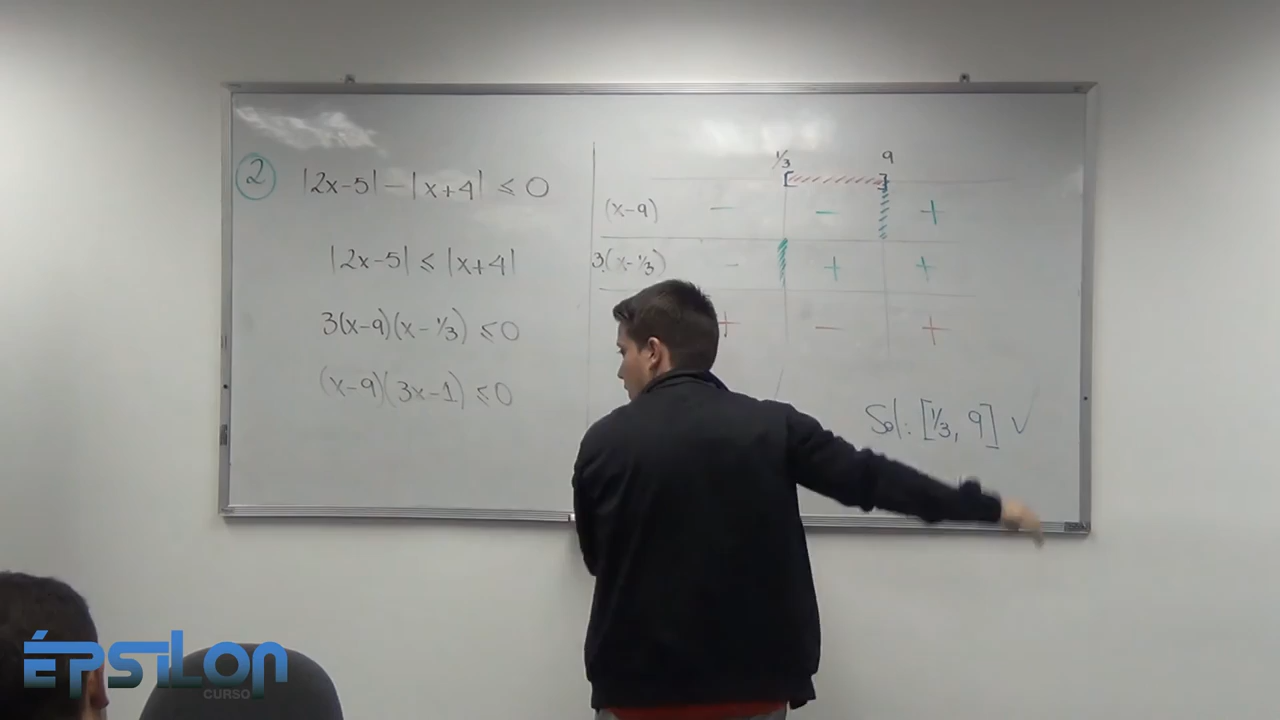 2 |2x-5| - |x+4| ≤ 0
|2x-5| ≤ |x+4|
3(x-9)(x-⅓) ≤ 0
(x-9)(3x-1) ≤ 0
⅓ 9
[ ]
(x-9) - - +
3.(x-⅓) - + +
+ - +
Sol: [⅓, 9] ✓
ÉPSILON
CURSO